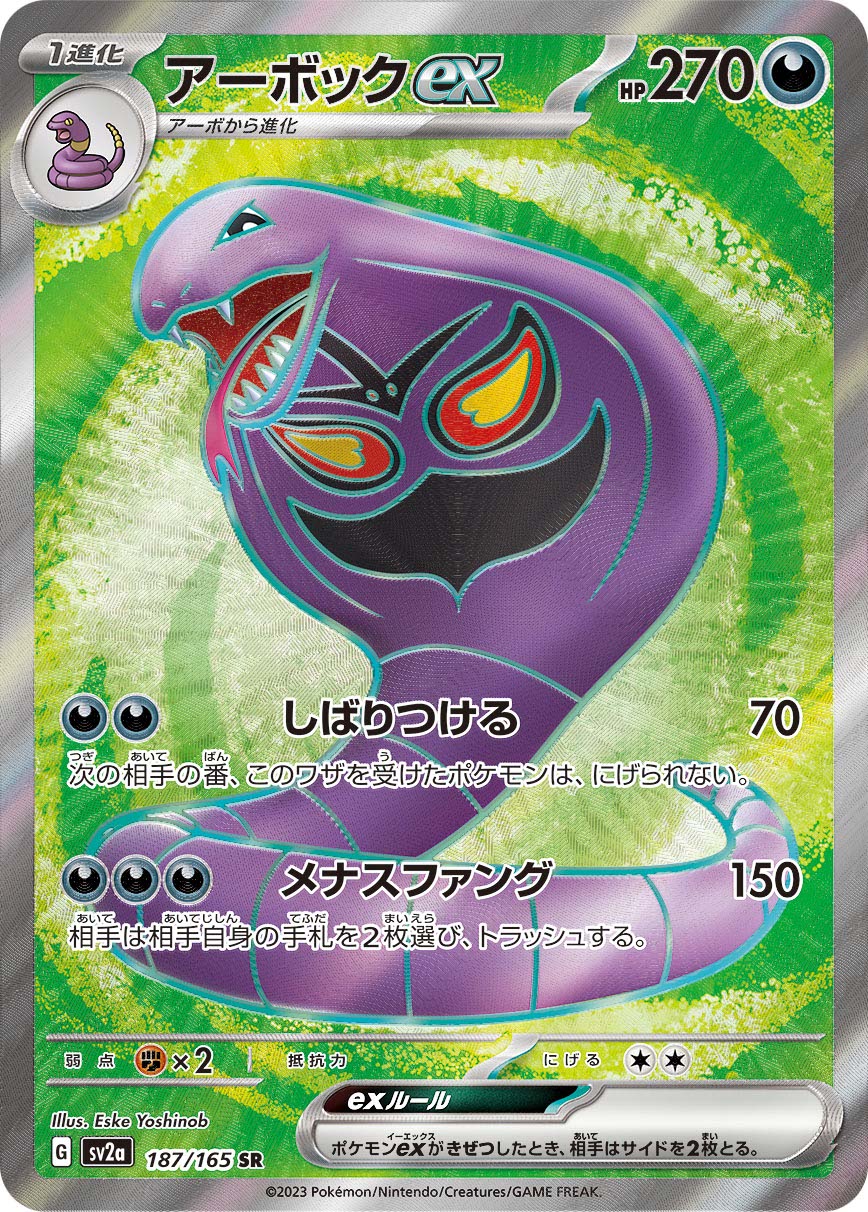 1進化
アーボックex
HP270
アーボから進化
しばりつける 70
次の相手の番、このワザを受けたポケモンは、にげられない。
メナスファング 150
相手は相手自身の手札を2枚選び、トラッシュする。
弱点 ×2 抵抗力 にげる
exルール
ポケモンexがきぜつしたとき、相手はサイドを2枚とる。
Illus. Eske Yoshinob
G sv2a 187/165 SR
©2023 Pokémon/Nintendo/Creatures/GAME FREAK.